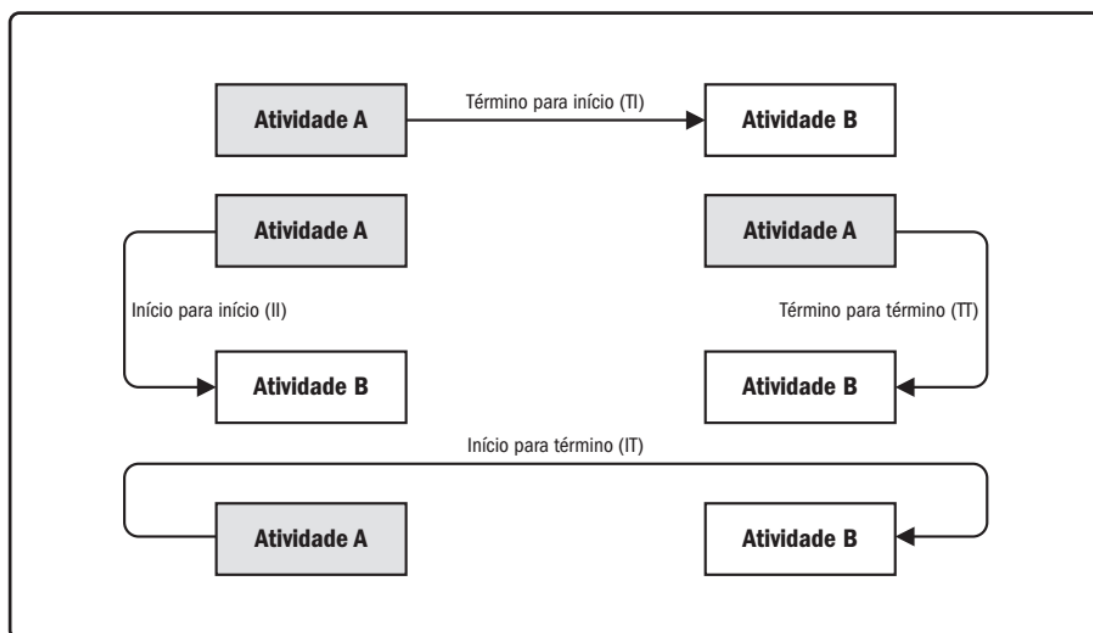 Término para início (TI)
Atividade A
Atividade B
Atividade A
Atividade A
Início para início (II)
Término para término (TT)
Atividade B
Atividade B
Início para término (IT)
Atividade A
Atividade B